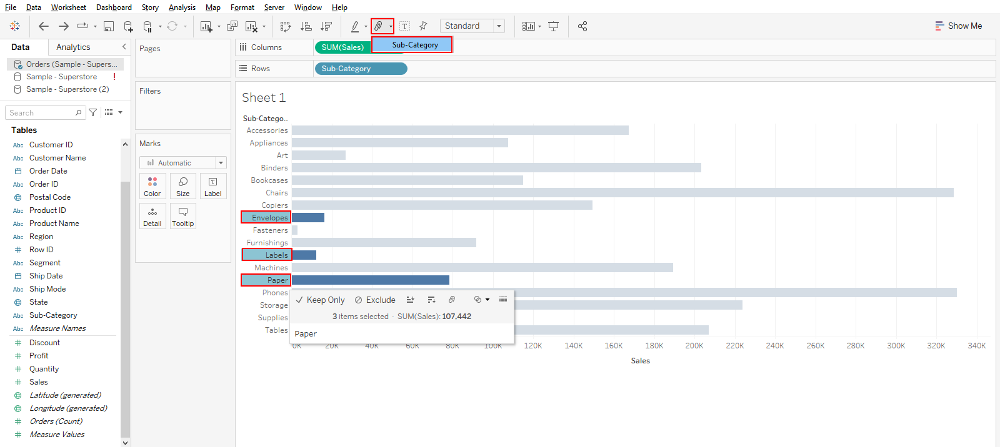 File Data Worksheet Dashboard Story Analysis Map Format Server Window Help
Standard
Show Me
Data Analytics
Orders (Sample - Supers...
Sample - Superstore !
Sample - Superstore (2)
Search
Tables
Abc Customer ID
Abc Customer Name
Order Date
Abc Order ID
Postal Code
Abc Product ID
Abc Product Name
Abc Region
# Row ID
Abc Segment
Ship Date
Abc Ship Mode
State
Abc Sub-Category
Abc Measure Names
# Discount
# Profit
# Quantity
# Sales
Latitude (generated)
Longitude (generated)
# Orders (Count)
# Measure Values
Pages
Filters
Marks
Automatic
Color Size Label
Detail Tooltip
Columns SUM(Sales)
Sub-Category
Rows Sub-Category
Sheet 1
Sub-Catego..
Accessories
Appliances
Art
Binders
Bookcases
Chairs
Copiers
Envelopes
Fasteners
Furnishings
Labels
Machines
Paper
Phones
Storage
Supplies
Tables
Keep Only Exclude
3 items selected · SUM(Sales): 107,442
Paper
0K 20K 40K 60K 80K 100K 120K 140K 160K 180K 200K 220K 240K 260K 280K 300K 320K 340K
Sales